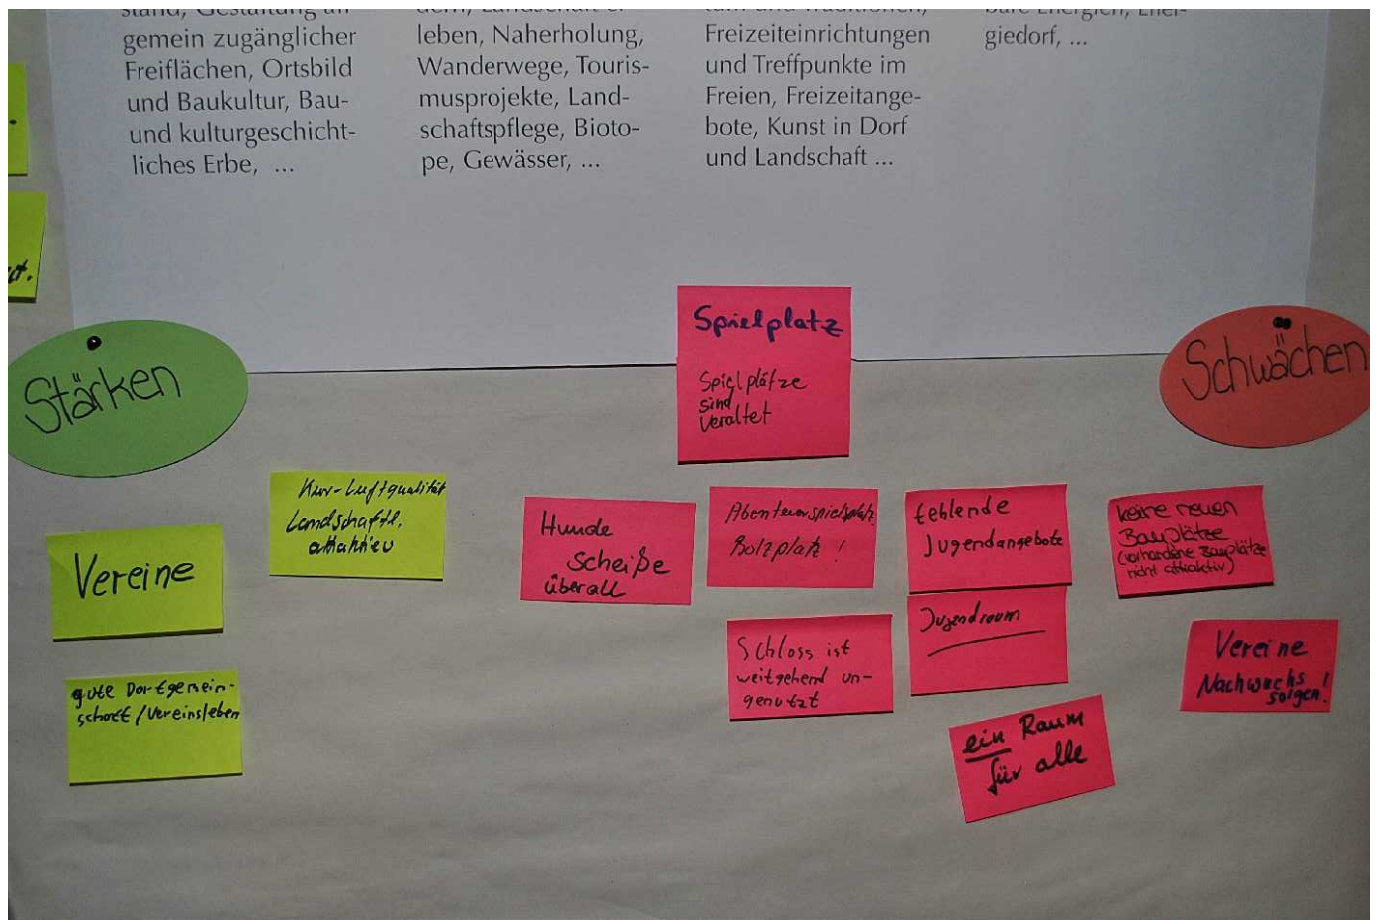 gemein zugänglicher
Freiflächen, Ortsbild
und Baukultur, Bau-
und kulturgeschicht-
liches Erbe, ...
leben, Naherholung,
Wanderwege, Touris-
musprojekte, Land-
schaftspflege, Bioto-
pe, Gewässer, ...
Freizeiteinrichtungen
und Treffpunkte im
Freien, Freizeitange-
bote, Kunst in Dorf
und Landschaft ...
giedorf, ...
Stärken
Schwächen
Spielplatz
Spielplätze
sind
veraltet
Kur-Luftqualität
Landschaftl.
attraktiv
Vereine
gute Dorfgemein-
schaft/Vereinsleben
Hunde
Scheiße
überall
Abenteuerspielplatz
Bolzplatz!
Schloss ist
weitgehend un-
genutzt
fehlende
Jugendangebote
Jugendraum
ein Raum
für alle
keine neuen
Bauplätze
(vorhandene Bauplätze
nicht attraktiv)
Vereine
Nachwuchs
sorgen!